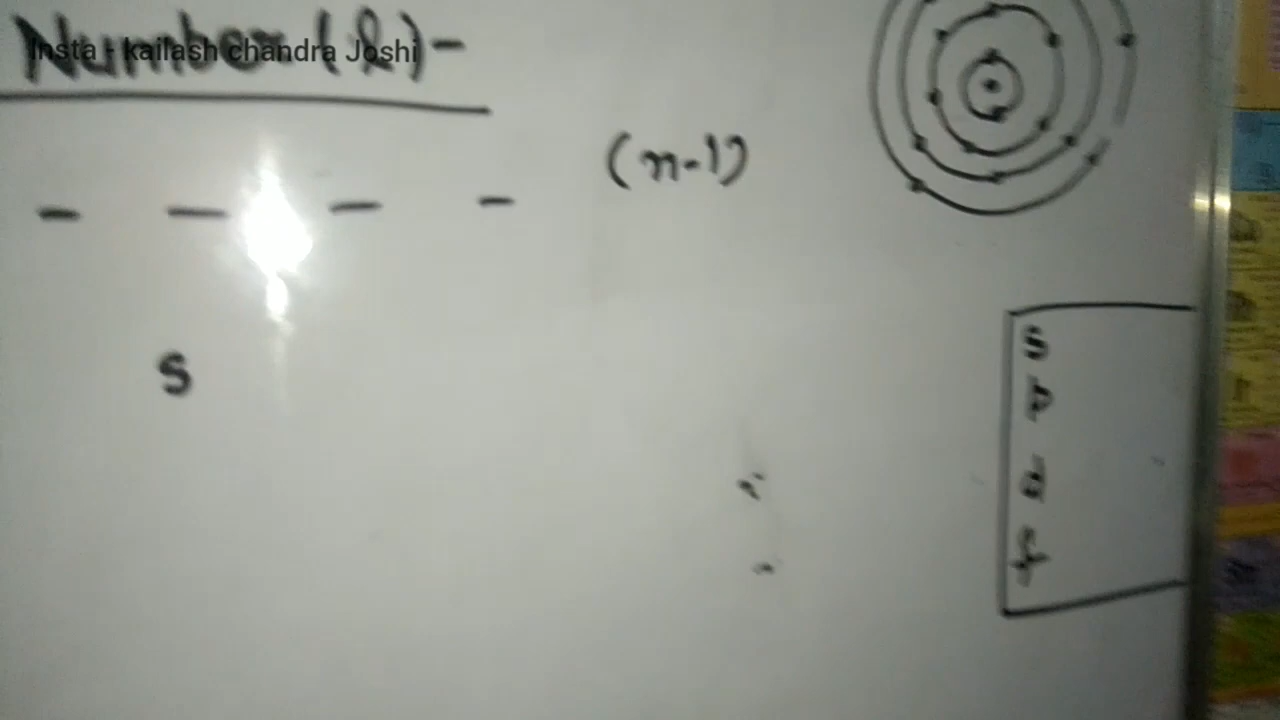 Number (l) -
Insta - kailash chandra Joshi
- - - - (n-1)
s
s
p
d
f